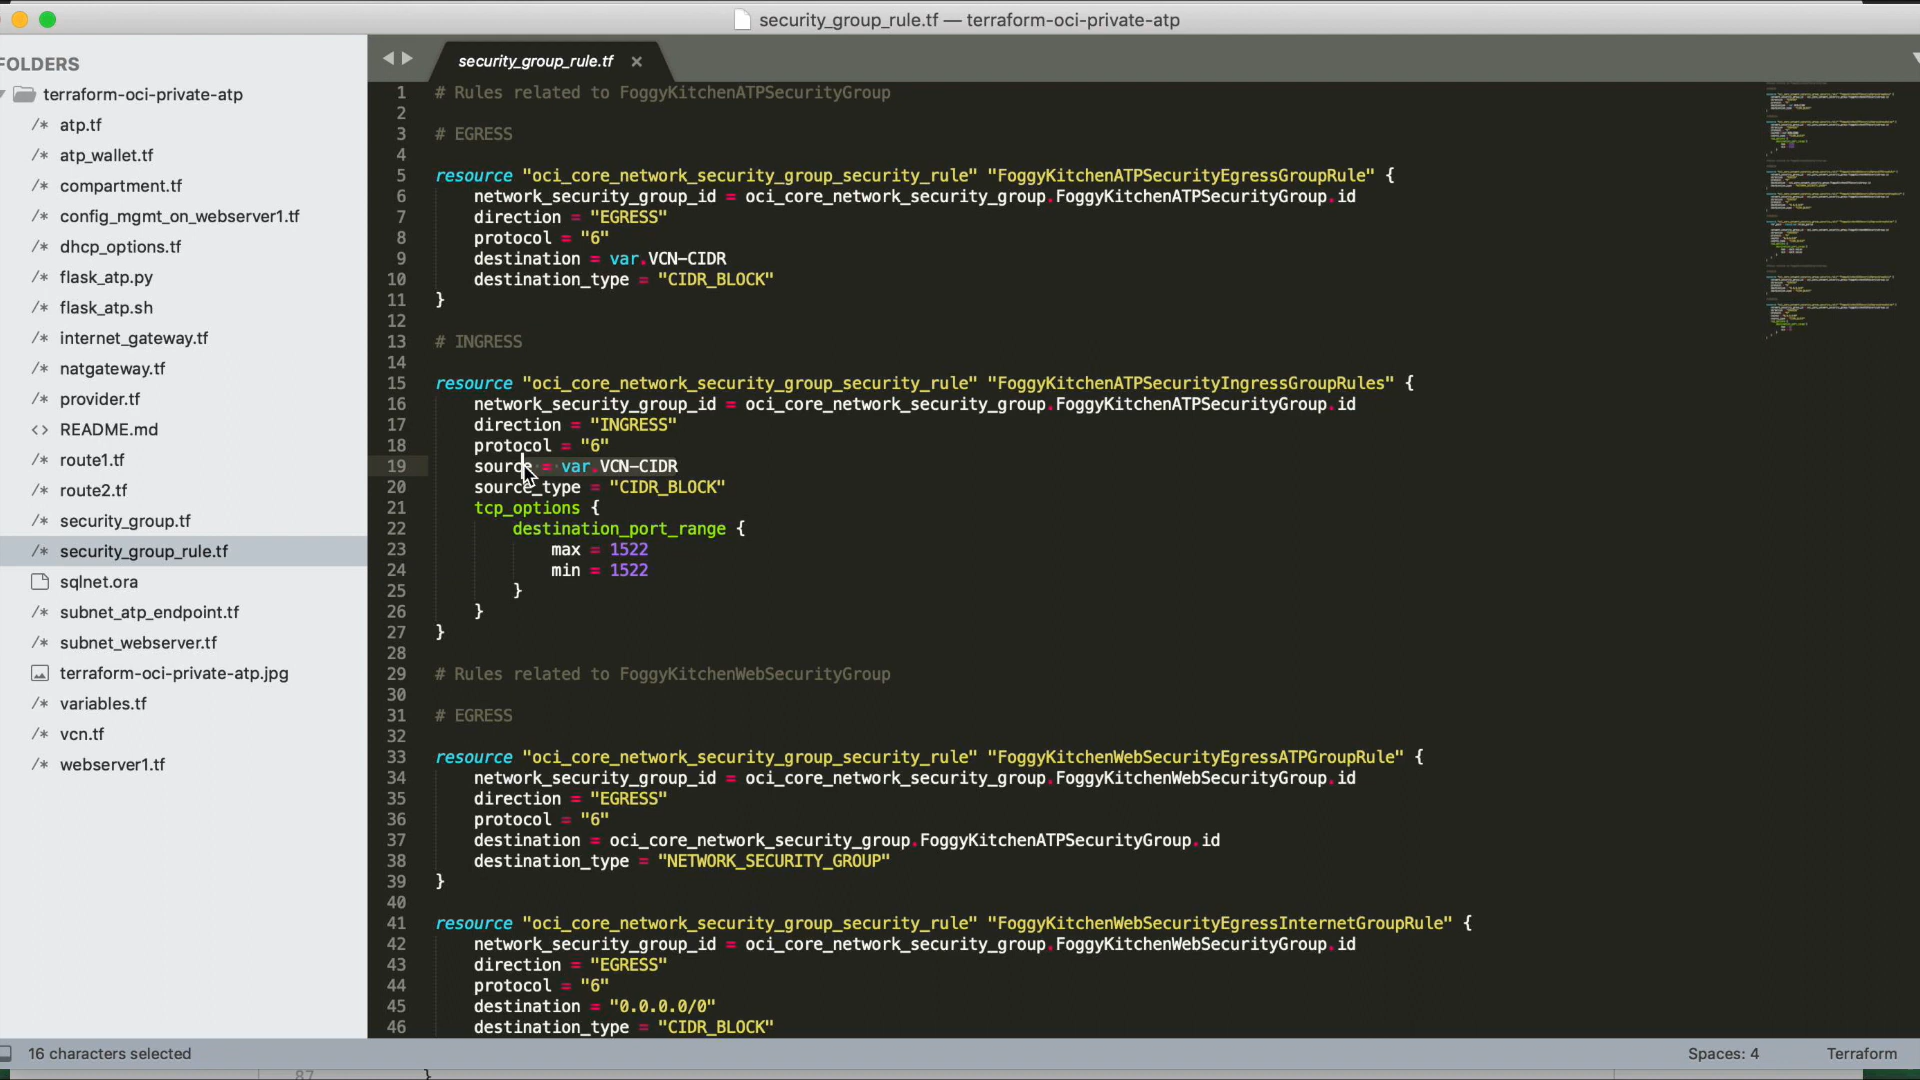 security_group_rule.tf — terraform-oci-private-atp
FOLDERS
terraform-oci-private-atp
/* atp.tf
/* atp_wallet.tf
/* compartment.tf
/* config_mgmt_on_webserver1.tf
/* dhcp_options.tf
/* flask_atp.py
/* flask_atp.sh
/* internet_gateway.tf
/* natgateway.tf
/* provider.tf
<> README.md
/* route1.tf
/* route2.tf
/* security_group.tf
/* security_group_rule.tf
sqlnet.ora
/* subnet_atp_endpoint.tf
/* subnet_webserver.tf
terraform-oci-private-atp.jpg
/* variables.tf
/* vcn.tf
/* webserver1.tf
security_group_rule.tf
1 # Rules related to FoggyKitchenATPSecurityGroup
2
3 # EGRESS
4
5 resource "oci_core_network_security_group_security_rule" "FoggyKitchenATPSecurityEgressGroupRule" {
6 network_security_group_id = oci_core_network_security_group.FoggyKitchenATPSecurityGroup.id
7 direction = "EGRESS"
8 protocol = "6"
9 destination = var.VCN-CIDR
10 destination_type = "CIDR_BLOCK"
11 }
12
13 # INGRESS
14
15 resource "oci_core_network_security_group_security_rule" "FoggyKitchenATPSecurityIngressGroupRules" {
16 network_security_group_id = oci_core_network_security_group.FoggyKitchenATPSecurityGroup.id
17 direction = "INGRESS"
18 protocol = "6"
19 source = var.VCN-CIDR
20 source_type = "CIDR_BLOCK"
21 tcp_options {
22 destination_port_range {
23 max = 1522
24 min = 1522
25 }
26 }
27 }
28
29 # Rules related to FoggyKitchenWebSecurityGroup
30
31 # EGRESS
32
33 resource "oci_core_network_security_group_security_rule" "FoggyKitchenWebSecurityEgressATPGroupRule" {
34 network_security_group_id = oci_core_network_security_group.FoggyKitchenWebSecurityGroup.id
35 direction = "EGRESS"
36 protocol = "6"
37 destination = oci_core_network_security_group.FoggyKitchenATPSecurityGroup.id
38 destination_type = "NETWORK_SECURITY_GROUP"
39 }
40
41 resource "oci_core_network_security_group_security_rule" "FoggyKitchenWebSecurityEgressInternetGroupRule" {
42 network_security_group_id = oci_core_network_security_group.FoggyKitchenWebSecurityGroup.id
43 direction = "EGRESS"
44 protocol = "6"
45 destination = "0.0.0.0/0"
46 destination_type = "CIDR_BLOCK"
16 characters selected
Spaces: 4
Terraform
87 }